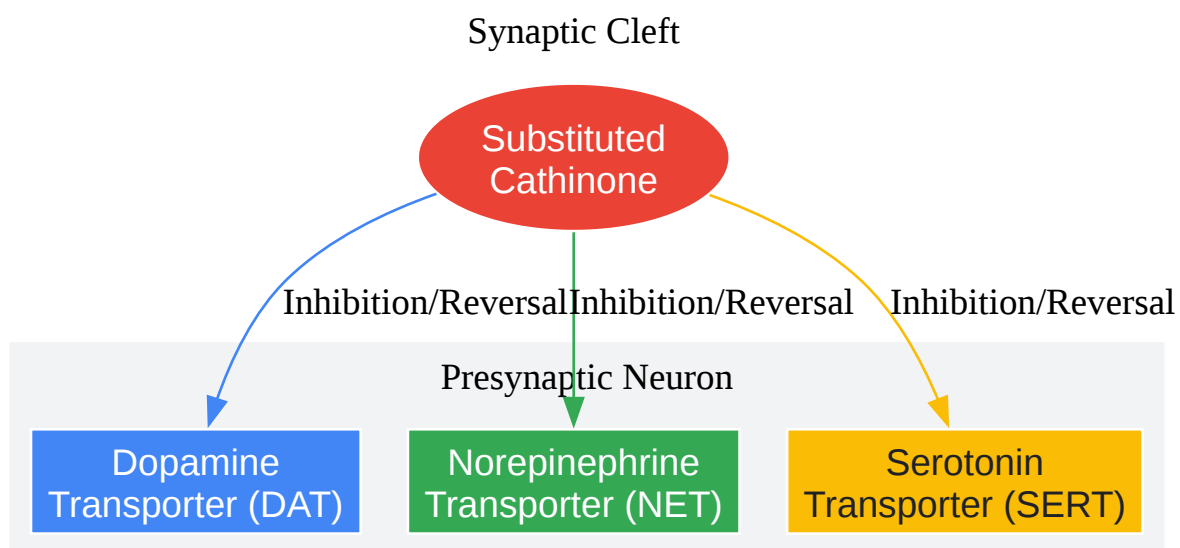 Synaptic Cleft
Substituted
Cathinone
Inhibition/Reversal
Inhibition/Reversal
Inhibition/Reversal
Presynaptic Neuron
Dopamine
Transporter (DAT)
Norepinephrine
Transporter (NET)
Serotonin
Transporter (SERT)